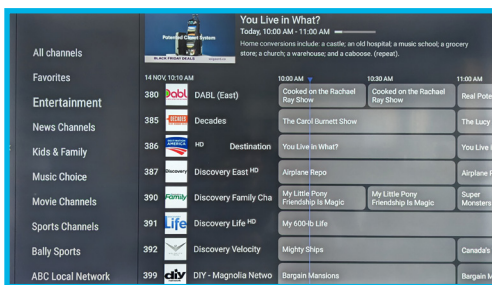 You Live in What?
Today, 10:00 AM - 11:00 AM
Home conversions include: a castle; an old hospital; a music school; a grocery
store; a church; a warehouse; and a caboose. (repeat).
BLACK FRIDAY DEALS
All channels
Favorites
Entertainment
News Channels
Kids & Family
Music Choice
Movie Channels
Sports Channels
Bally Sports
ABC Local Network
14 NOV, 10:10 AM
10:00 AM
10:30 AM
11:00 AM
380 Dabl DABL (East)
Cooked on the Rachael
Ray Show
Cooked on the Rachael
Ray Show
Real Pote
385 DECADES Decades
The Carol Burnett Show
The Lucy
386 AMERICA HD Destination
You Live in What?
You Live i
387 Discovery Discovery East HD
Airplane Repo
Airplane
390 Family Discovery Family Cha
My Little Pony
Friendship Is Magic
My Little Pony
Friendship Is Magic
Super
Monsters
391 Life Discovery Life HD
My 600-lb Life
392 Discovery Velocity
Mighty Ships
Canada's
399 diy DIY - Magnolia Netwo
Bargain Mansions
Bargain M